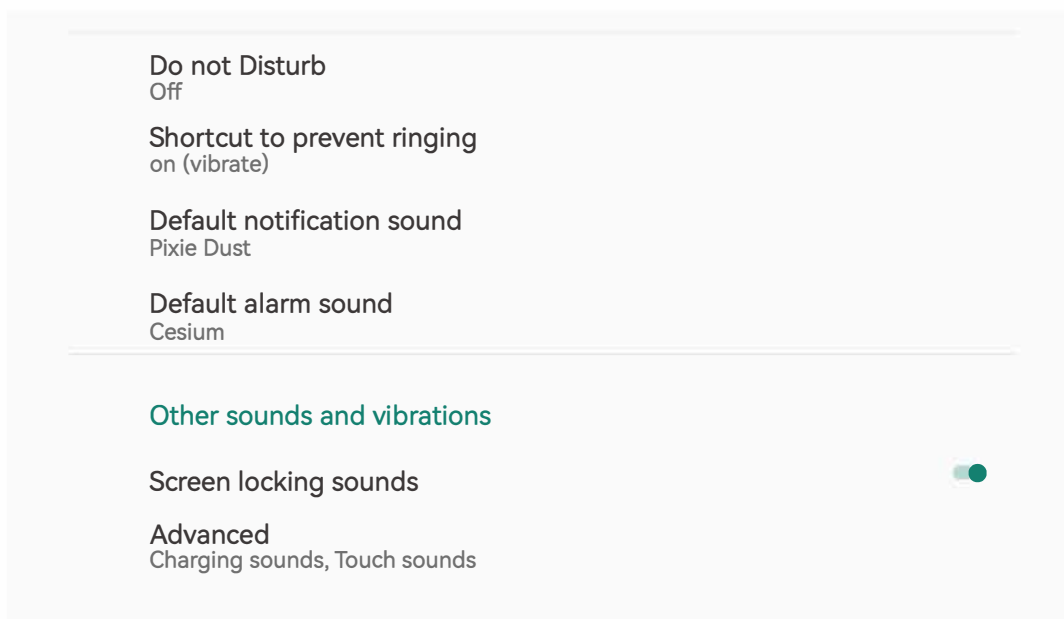 Do not Disturb
Off
Shortcut to prevent ringing
on (vibrate)
Default notification sound
Pixie Dust
Default alarm sound
Cesium
Other sounds and vibrations
Screen locking sounds
Advanced
Charging sounds, Touch sounds